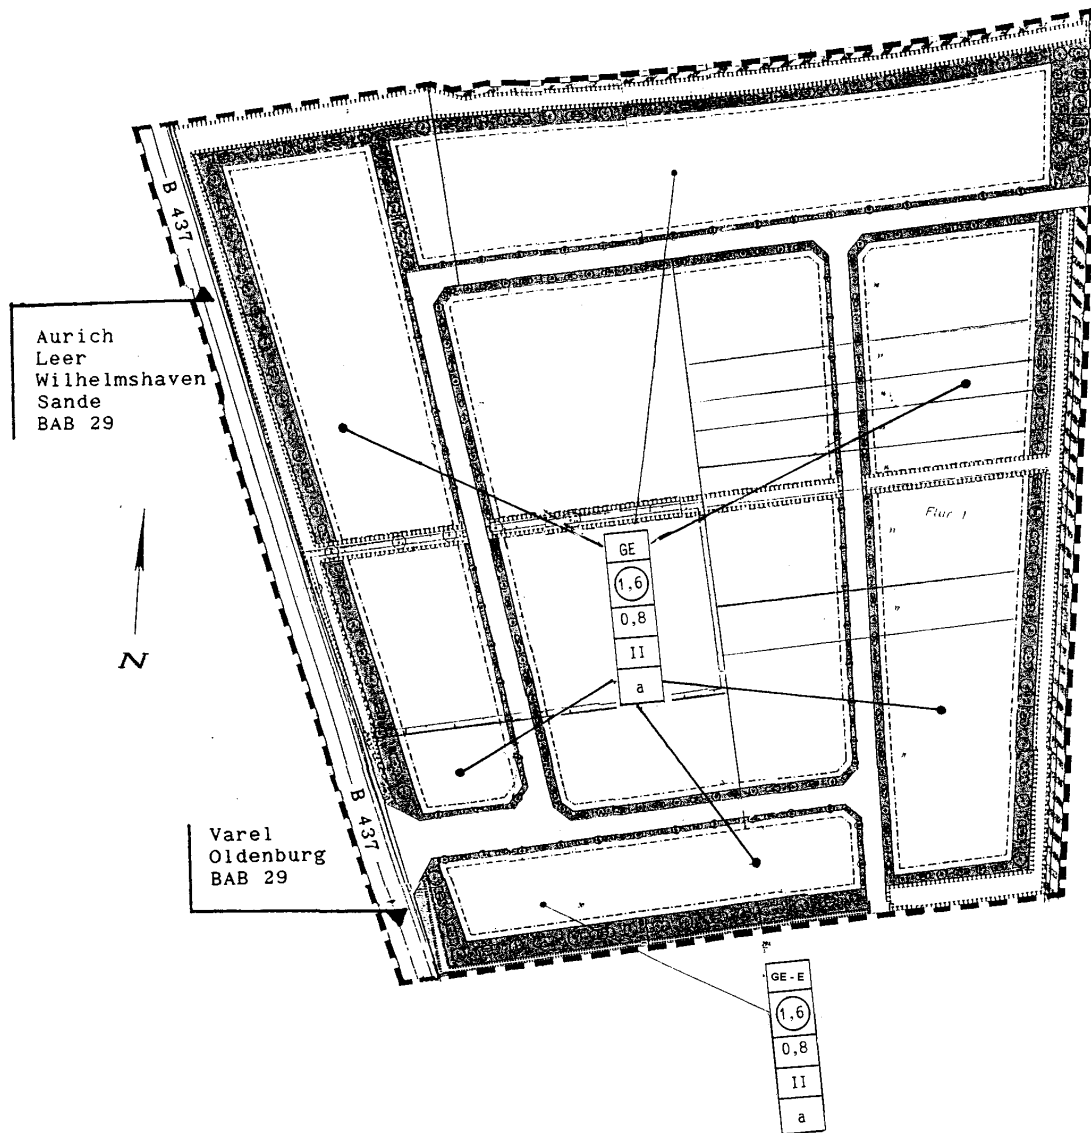 B 437
Aurich
Leer
Wilhelmshaven
Sande
BAB 29
N
Flur 1
GE
1,6
0,8
II
a
B 437
Varel
Oldenburg
BAB 29
GE-E
1,6
0,8
II
a